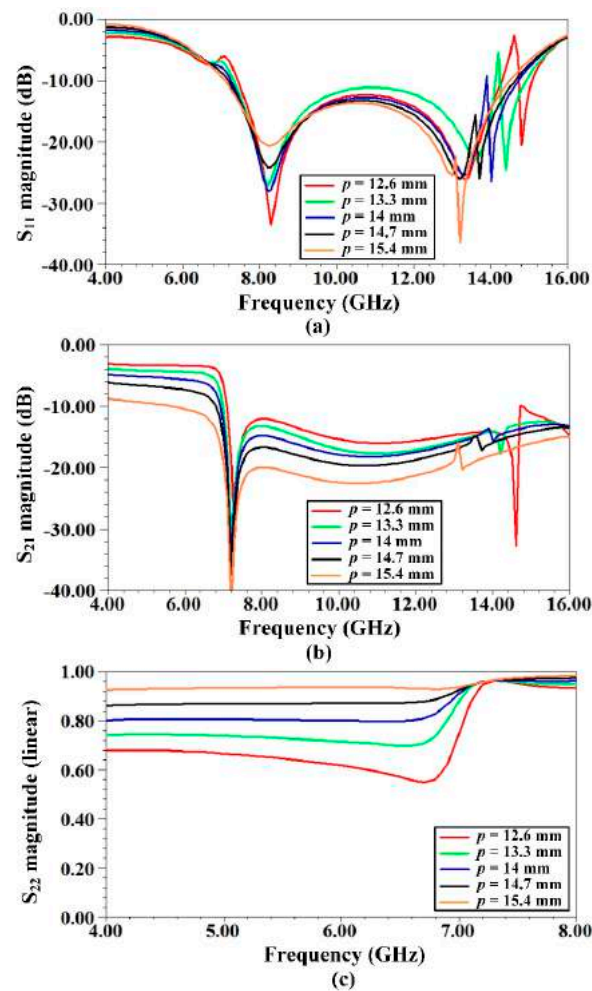 0.00
-10.00
-20.00
-30.00
-40.00
S11 magnitude (dB)
p = 12.6 mm
p = 13.3 mm
p = 14 mm
p = 14.7 mm
p = 15.4 mm
4.00 6.00 8.00 10.00 12.00 14.00 16.00
Frequency (GHz)
(a)
0.00
-10.00
-20.00
-30.00
-40.00
S21 magnitude (dB)
p = 12.6 mm
p = 13.3 mm
p = 14 mm
p = 14.7 mm
p = 15.4 mm
4.00 6.00 8.00 10.00 12.00 14.00 16.00
Frequency (GHz)
(b)
1.00
0.80
0.60
0.40
0.20
0.00
S22 magnitude (linear)
p = 12.6 mm
p = 13.3 mm
p = 14 mm
p = 14.7 mm
p = 15.4 mm
4.00 5.00 6.00 7.00 8.00
Frequency (GHz)
(c)